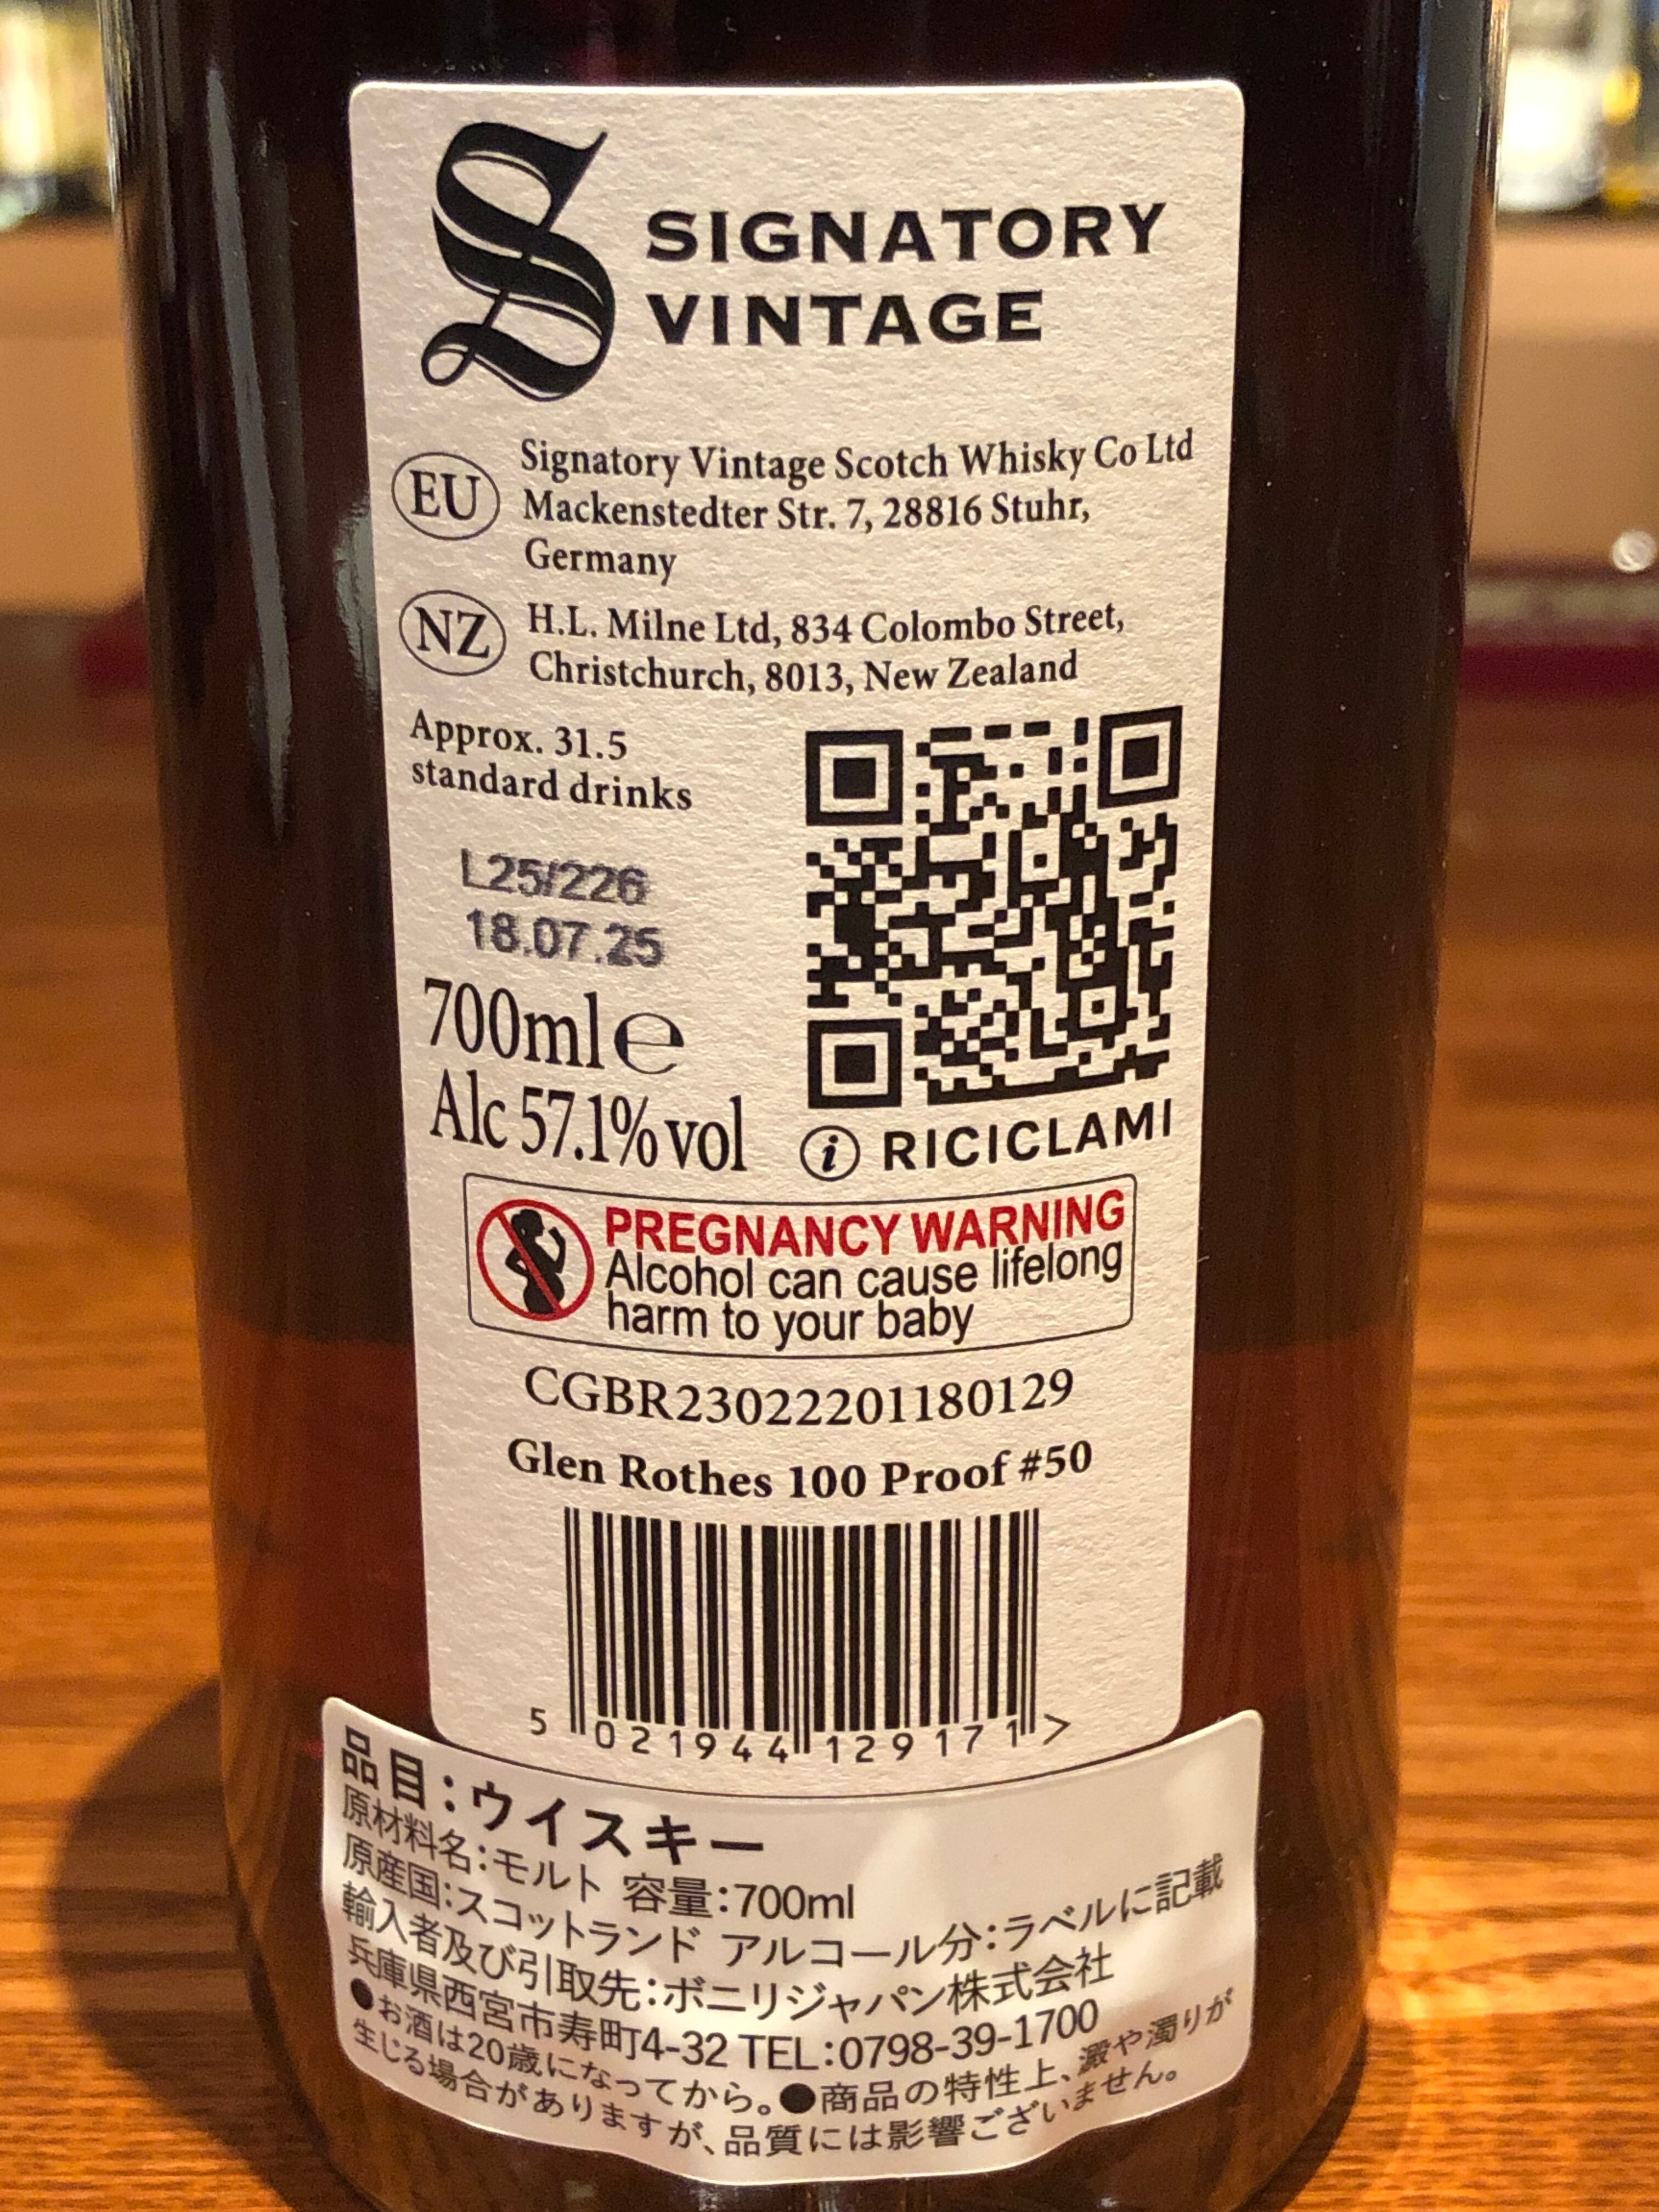 S SIGNATORY
VINTAGE
EU Signatory Vintage Scotch Whisky Co Ltd
Mackenstedter Str. 7, 28816 Stuhr,
Germany
NZ H.L. Milne Ltd, 834 Colombo Street,
Christchurch, 8013, New Zealand
Approx. 31.5
standard drinks
L25/226
18.07.25
700ml℮
Alc 57.1% vol
i RICICLAMI
PREGNANCY WARNING
Alcohol can cause lifelong
harm to your baby
CGBR23022201180129
Glen Rothes 100 Proof #50
5 021944 129171 >
品目：ウイスキー
原材料名：モルト 容量：700ml
原産国：スコットランド アルコール分：ラベルに記載
輸入者及び引取先：ボニリジャパン株式会社
兵庫県西宮市寿町4-32 TEL：0798-39-1700
●お酒は20歳になってから。●商品の特性上、澱や濁りが
生じる場合がありますが、品質には影響ございません。